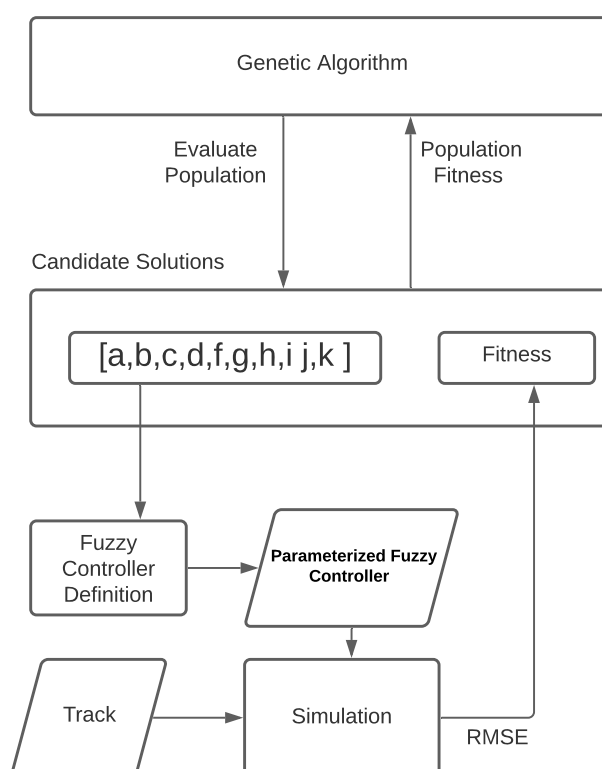 Genetic Algorithm
Evaluate
Population
Population
Fitness
Candidate Solutions
[a,b,c,d,f,g,h,i j,k ]
Fitness
Fuzzy
Controller
Definition
Parameterized Fuzzy
Controller
Track
Simulation
RMSE